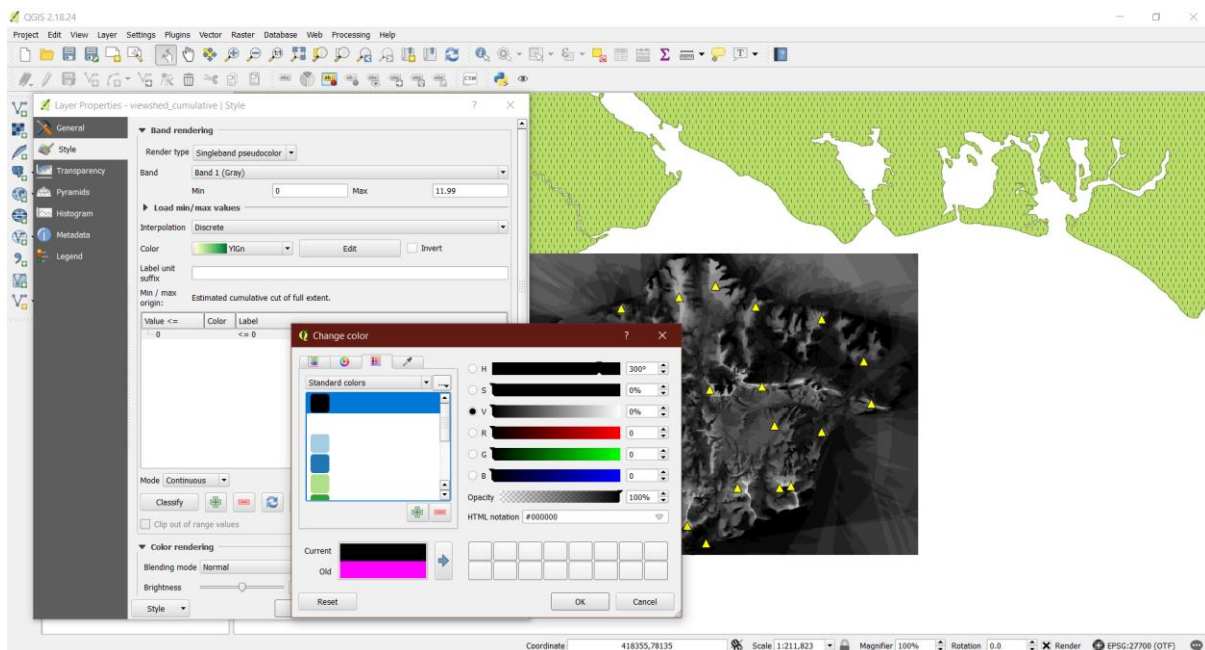 QGIS 2.18.24
Project Edit View Layer Settings Plugins Vector Raster Database Web Processing Help
Layer Properties - viewshed_cumulative | Style
General
Style
Transparency
Pyramids
Histogram
Metadata
Legend
Band rendering
Render type Singleband pseudocolor
Band Band 1 (Gray)
Min 0 Max 11.99
Load min/max values
Interpolation Discrete
Color YlGn Edit Invert
Label unit
suffix
Min / max
origin: Estimated cumulative cut of full extent.
Value <= Color Label
0 <= 0
Mode Continuous
Classify
Clip out of range values
Color rendering
Blending mode Normal
Brightness
Style
Change color
Standard colors
H 300°
S 0%
V 0%
R 0
G 0
B 0
Opacity 100%
HTML notation #000000
Current
Old
Reset OK Cancel
Coordinate 418355,78135 Scale 1:211,823 Magnifier 100% Rotation 0.0 Render EPSG:27700 (OTF)